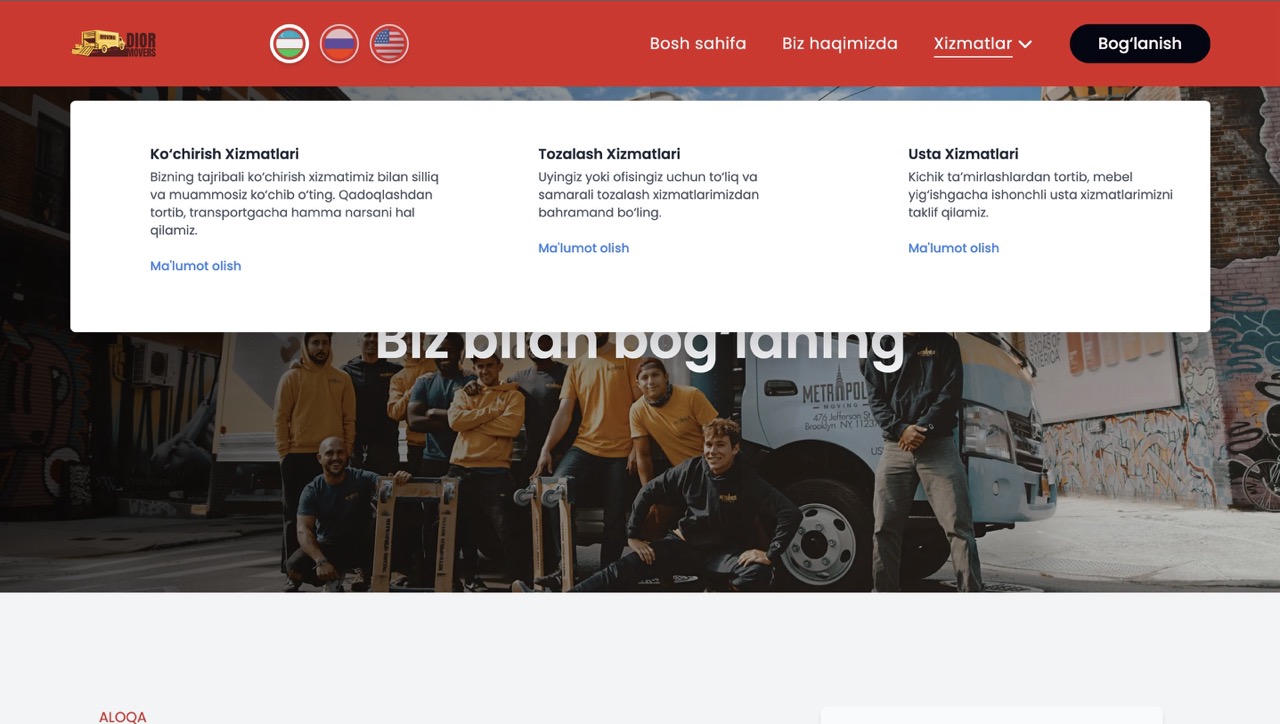 MOVING
DIOR
MOVERS
Bosh sahifa
Biz haqimizda
Xizmatlar
Bog‘lanish
Ko‘chirish Xizmatlari
Bizning tajribali ko‘chirish xizmatimiz bilan silliq
va muammosiz ko‘chib o‘ting. Qadoqlashdan
tortib, transportgacha hamma narsani hal
qilamiz.
Ma'lumot olish
Tozalash Xizmatlari
Uyingiz yoki ofisingiz uchun to‘liq va
samarali tozalash xizmatlarimizdan
bahramand bo‘ling.
Ma'lumot olish
Usta Xizmatlari
Kichik ta‘mirlashlardan tortib, mebel
yig‘ishgacha ishonchli usta xizmatlarimizni
taklif qilamiz.
Ma'lumot olish
Biz bilan bog‘laning
METROPOL
MOVING
476 Jefferson St
Brooklyn NY, 1123
US
ALOQA